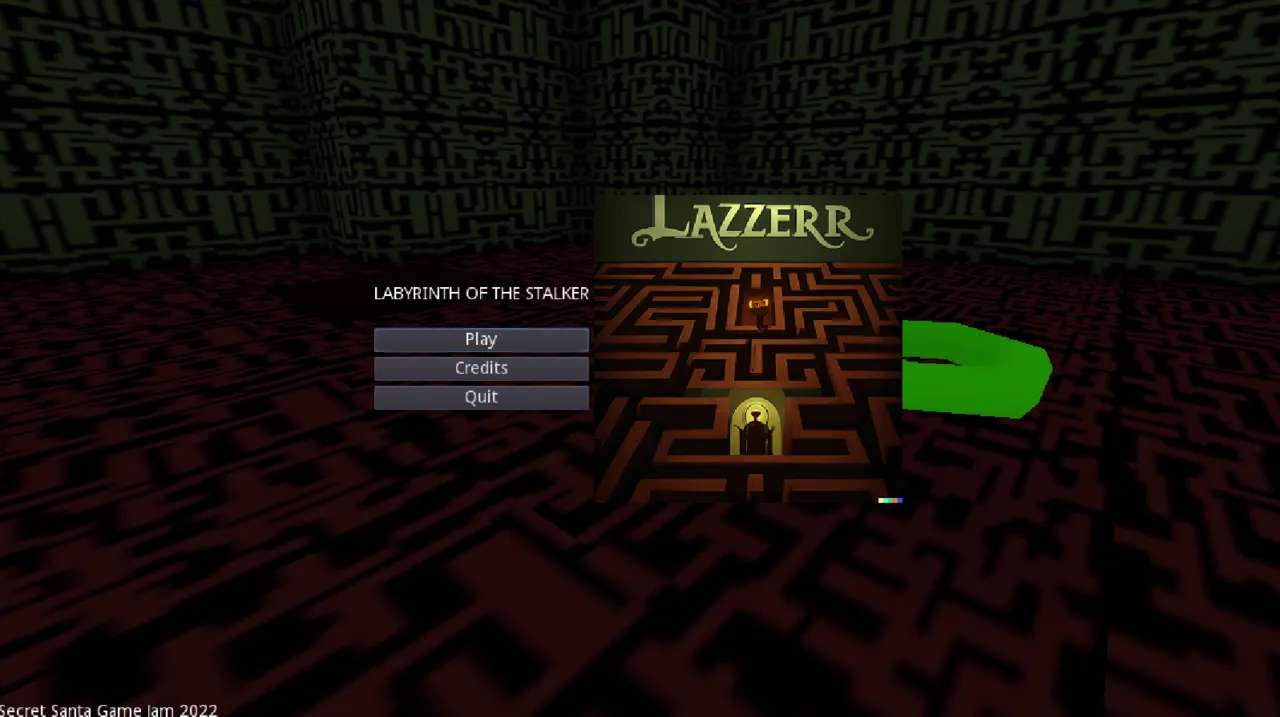 LAZZERR
LABYRINTH OF THE STALKER
Play
Credits
Quit
Secret Santa Game Jam 2022